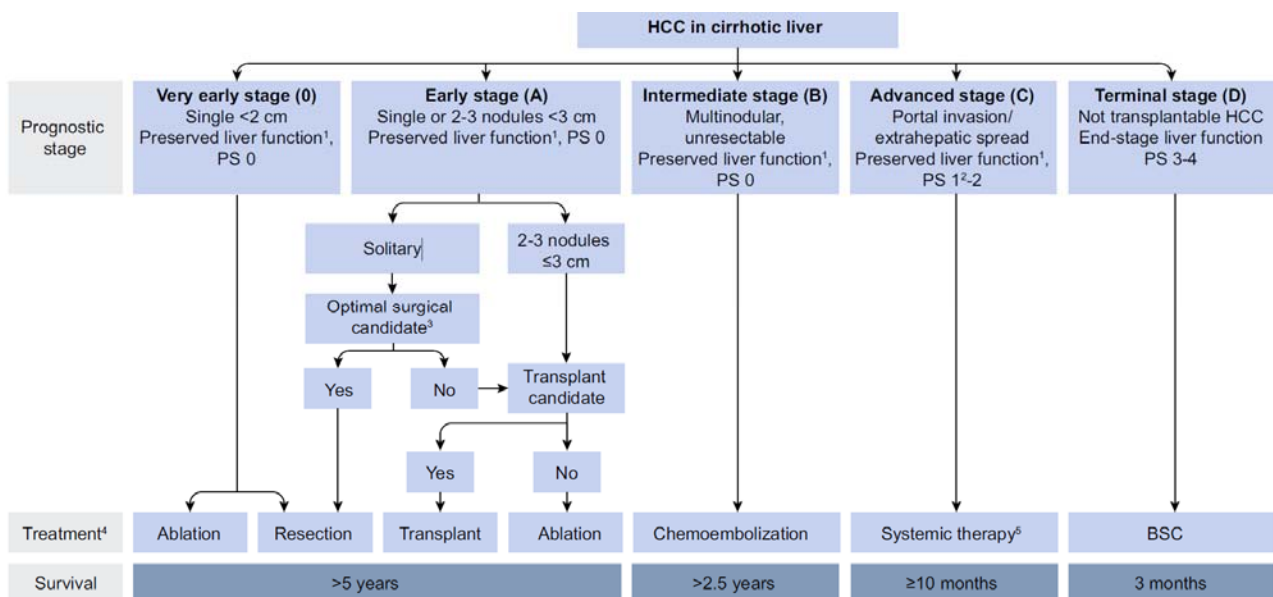 HCC in cirrhotic liver
Prognostic
stage
Very early stage (0)
Single <2 cm
Preserved liver function¹,
PS 0
Early stage (A)
Single or 2-3 nodules <3 cm
Preserved liver function¹, PS 0
Intermediate stage (B)
Multinodular,
unresectable
Preserved liver function¹,
PS 0
Advanced stage (C)
Portal invasion/
extrahepatic spread
Preserved liver function¹,
PS 1²-2
Terminal stage (D)
Not transplantable HCC
End-stage liver function
PS 3-4
Solitary
2-3 nodules
≤3 cm
Optimal surgical
candidate³
Yes
No
Transplant
candidate
Yes
No
Treatment⁴
Ablation
Resection
Transplant
Ablation
Chemoembolization
Systemic therapy⁵
BSC
Survival
>5 years
>2.5 years
≥10 months
3 months